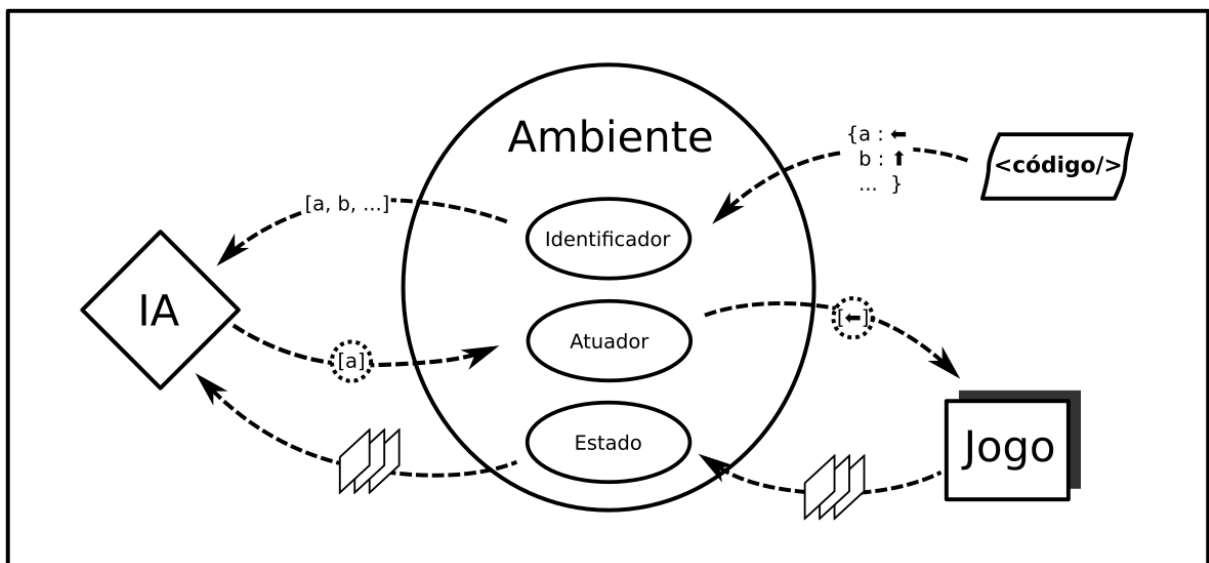 Ambiente
{a : ⬅
b : ⬆
... }
<código/>
[a, b, ...]
Identificador
IA
[⬅]
Atuador
[a]
Estado
Jogo